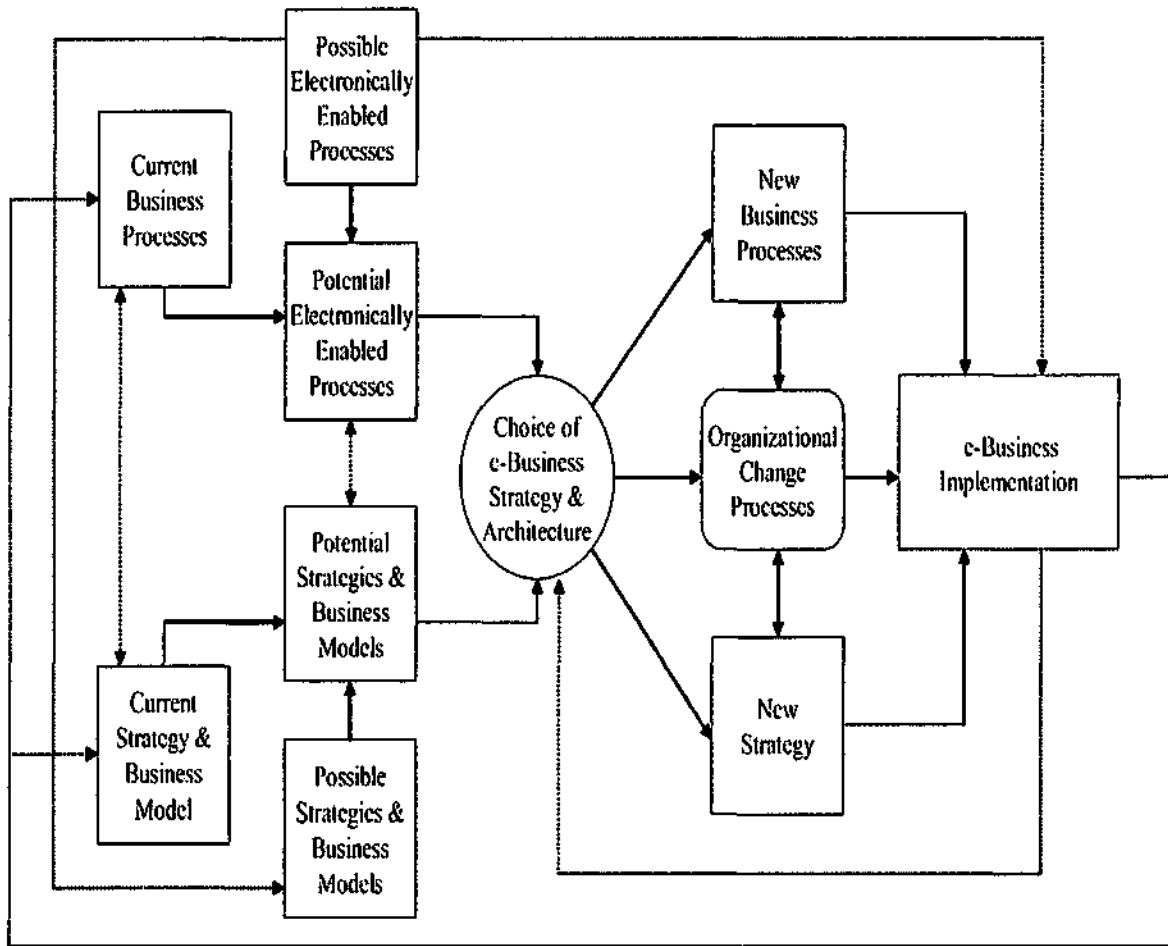 Possible
Electronically
Enabled
Processes
Current
Business
Processes
Potential
Electronically
Enabled
Processes
Potential
Strategies &
Business
Models
Current
Strategy &
Business
Model
Possible
Strategies &
Business
Models
Choice of
e-Business
Strategy &
Architecture
New
Business
Processes
Organizational
Change
Processes
New
Strategy
e-Business
Implementation